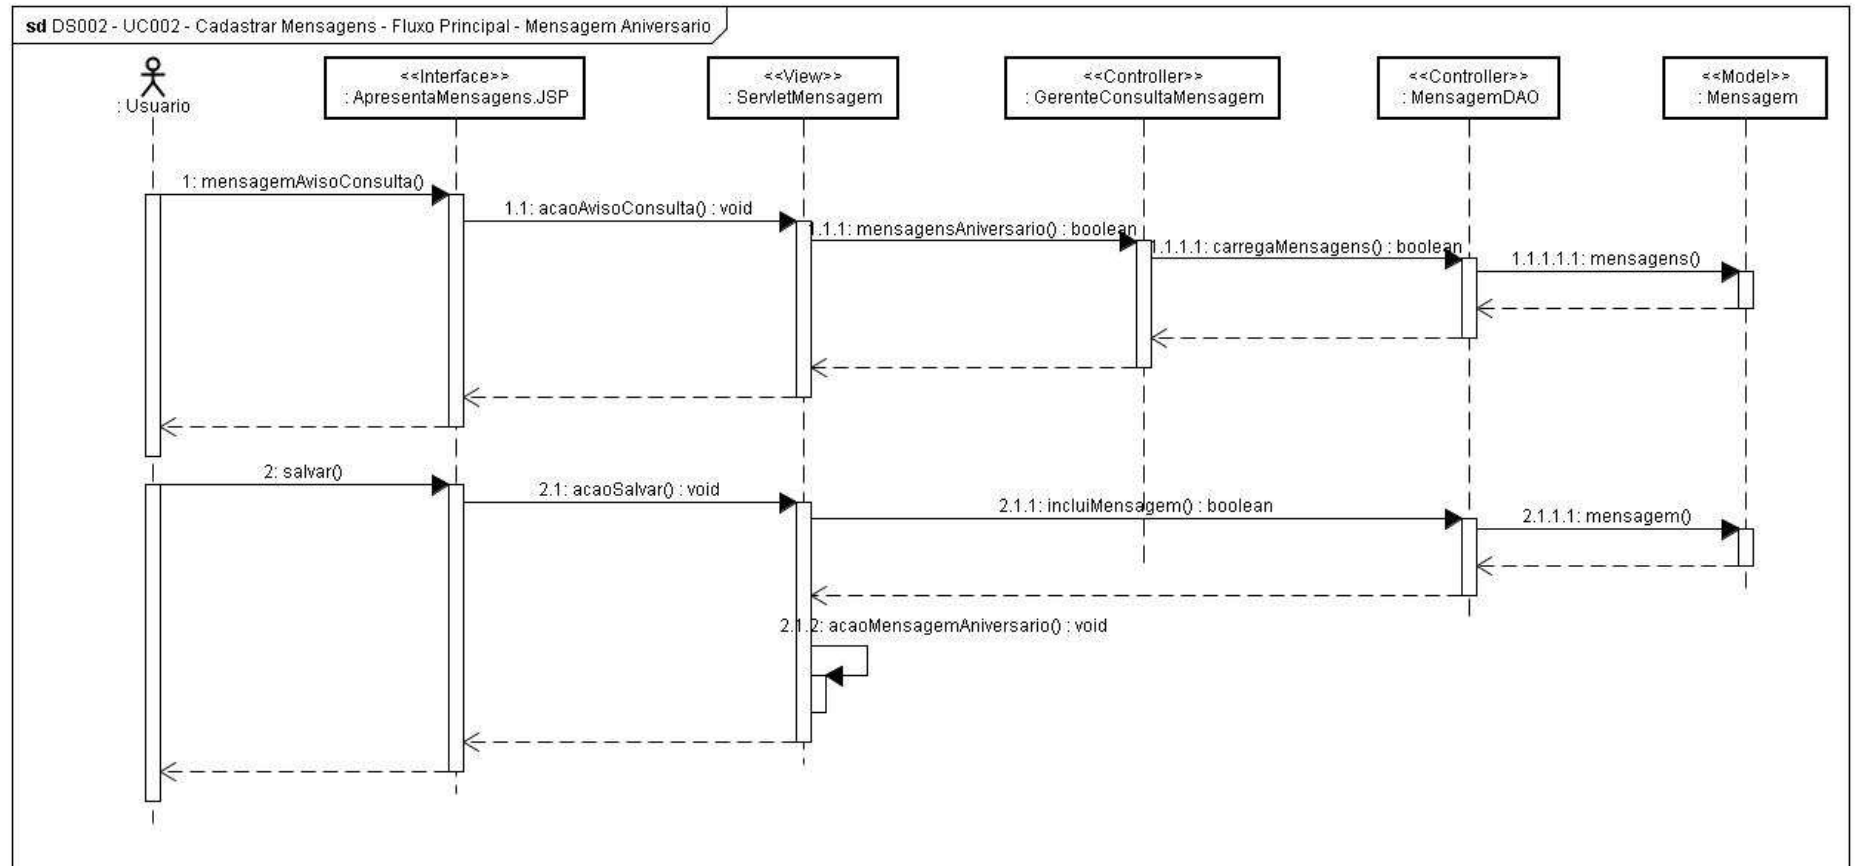 sd DS002 - UC002 - Cadastrar Mensagens - Fluxo Principal - Mensagem Aniversario
: Usuario
<<Interface>>
: ApresentaMensagens.JSP
<<View>>
: ServletMensagem
<<Controller>>
: GerenteConsultaMensagem
<<Controller>>
: MensagemDAO
<<Model>>
: Mensagem
1: mensagemAvisoConsulta()
1.1: acaoAvisoConsulta() : void
1.1.1: mensagensAniversario() : boolean
1.1.1.1: carregaMensagens() : boolean
1.1.1.1.1: mensagens()
2: salvar()
2.1: acaoSalvar() : void
2.1.1: incluiMensagem() : boolean
2.1.1.1: mensagem()
2.1.2: acaoMensagemAniversario() : void